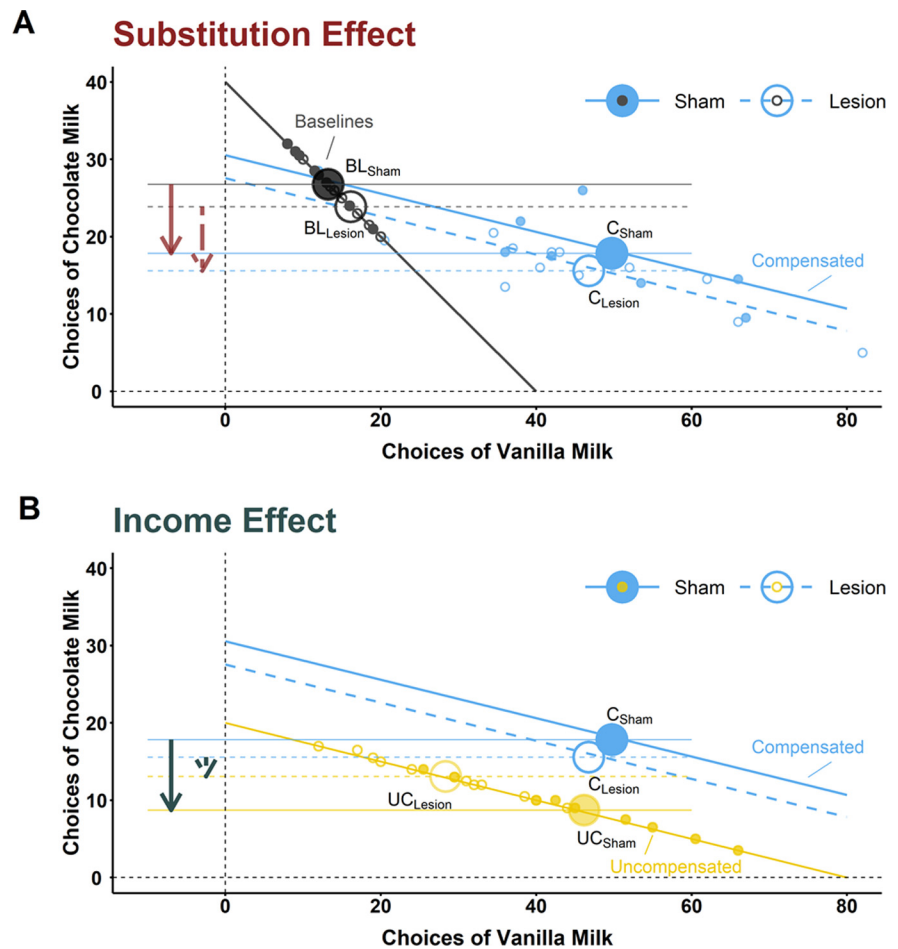 A
Substitution Effect
Sham
Lesion
Choices of Chocolate Milk
40
30
20
10
0
Baselines
BLSham
BLLesion
CSham
CLesion
Compensated
0
20
40
60
80
Choices of Vanilla Milk
B
Income Effect
Sham
Lesion
Choices of Chocolate Milk
40
30
20
10
0
CSham
Compensated
CLesion
UCLesion
UCSham
Uncompensated
0
20
40
60
80
Choices of Vanilla Milk